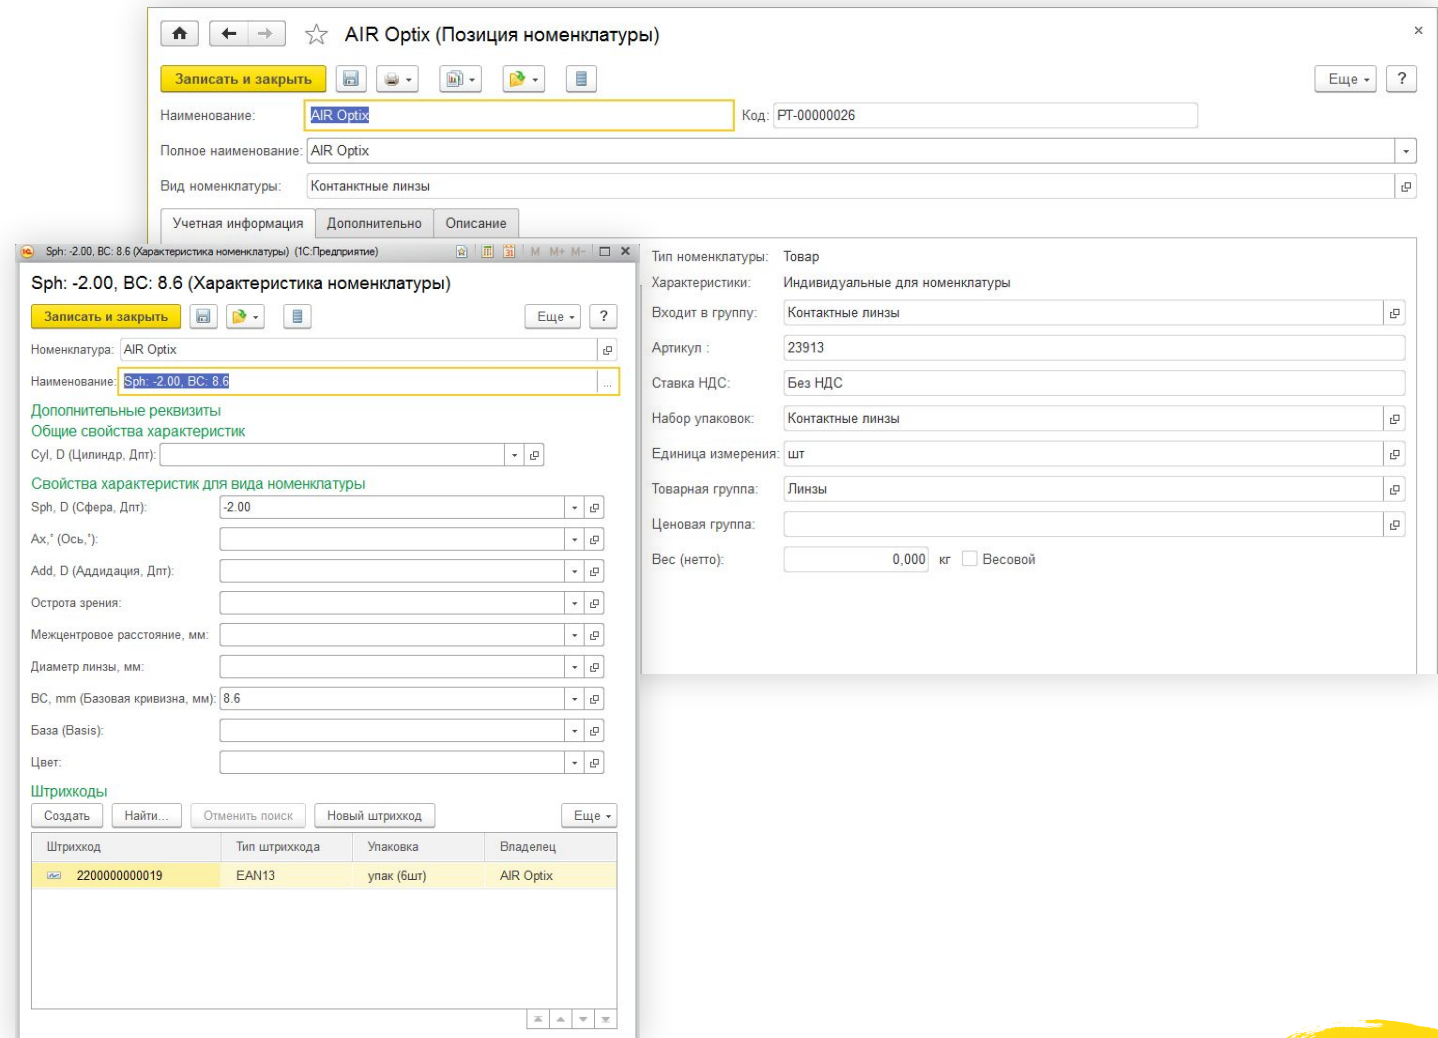 AIR Optix (Позиция номенклатуры)
Записать и закрыть
Еще
?
Наименование: AIR Optix Код: РТ-00000026
Полное наименование: AIR Optix
Вид номенклатуры: Контанктные линзы
Учетная информация Дополнительно Описание
Тип номенклатуры: Товар
Характеристики: Индивидуальные для номенклатуры
Входит в группу: Контактные линзы
Артикул : 23913
Ставка НДС: Без НДС
Набор упаковок: Контактные линзы
Единица измерения: шт
Товарная группа: Линзы
Ценовая группа:
Вес (нетто): 0,000 кг Весовой
Sph: -2.00, BC: 8.6 (Характеристика номенклатуры) (1С:Предприятие) 31 M M+ M-
Sph: -2.00, BC: 8.6 (Характеристика номенклатуры)
Записать и закрыть Еще ?
Номенклатура: AIR Optix
Наименование: Sph: -2.00, BC: 8.6 ...
Дополнительные реквизиты
Общие свойства характеристик
Cyl, D (Цилиндр, Дпт):
Свойства характеристик для вида номенклатуры
Sph, D (Сфера, Дпт): -2.00
Ax,° (Ось,°):
Add, D (Аддидация, Дпт):
Острота зрения:
Межцентровое расстояние, мм:
Диаметр линзы, мм:
BC, mm (Базовая кривизна, мм): 8.6
База (Basis):
Цвет:
Штрихкоды
Создать Найти... Отменить поиск Новый штрихкод Еще
Штрихкод Тип штрихкода Упаковка Владелец
2200000000019 EAN13 упак (6шт) AIR Optix